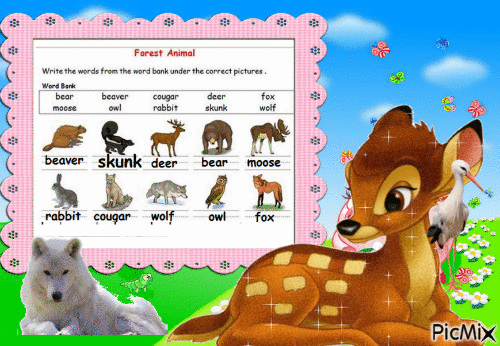 Forest Animal
Write the words from the word bank under the correct pictures.
Word Bank
bear beaver cougar deer fox
moose owl rabbit skunk wolf
beaver skunk deer bear moose
rabbit cougar wolf owl fox
PicMix